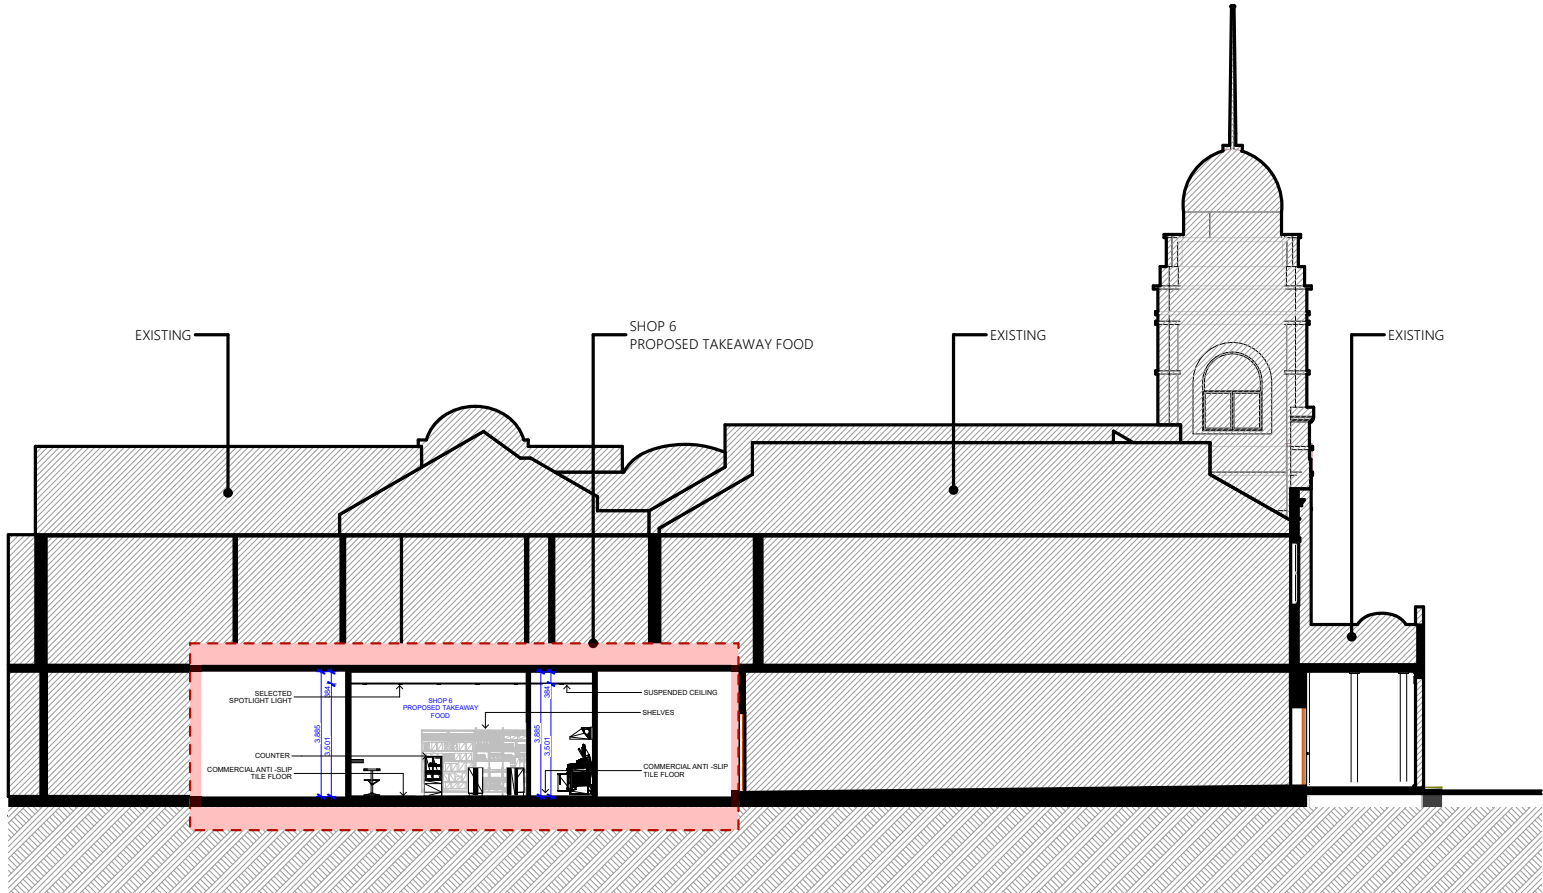 EXISTING
SHOP 6
PROPOSED TAKEAWAY FOOD
EXISTING
EXISTING
SELECTED
SPOTLIGHT LIGHT
384
SHOP 6
PROPOSED TAKEAWAY
FOOD
384
SUSPENDED CEILING
SHELVES
3.885
3.501
3.885
3.501
COUNTER
COMMERCIAL ANTI -SLIP
TILE FLOOR
COMMERCIAL ANTI -SLIP
TILE FLOOR